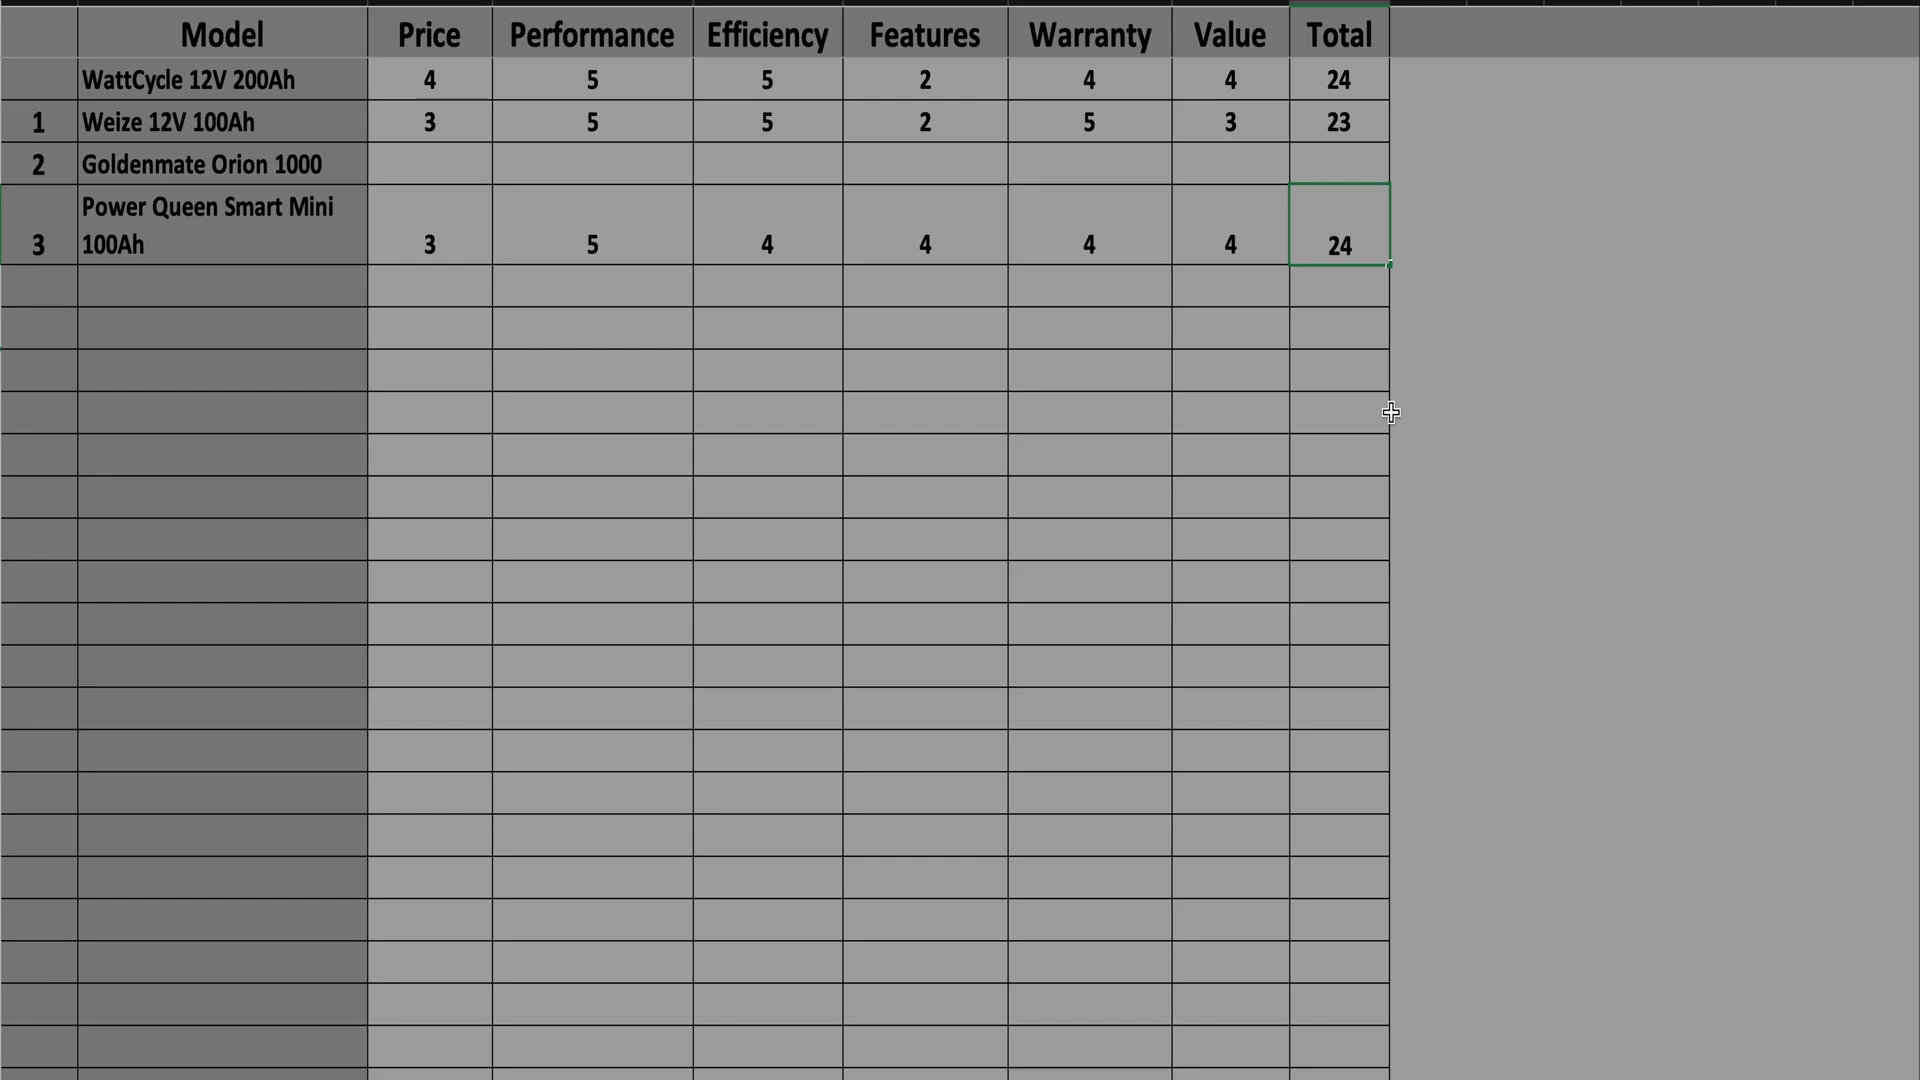 Model Price Performance Efficiency Features Warranty Value Total
WattCycle 12V 200Ah 4 5 5 2 4 4 24
1 Weize 12V 100Ah 3 5 5 2 5 3 23
2 Goldenmate Orion 1000
Power Queen Smart Mini
3 100Ah 3 5 4 4 4 4 24